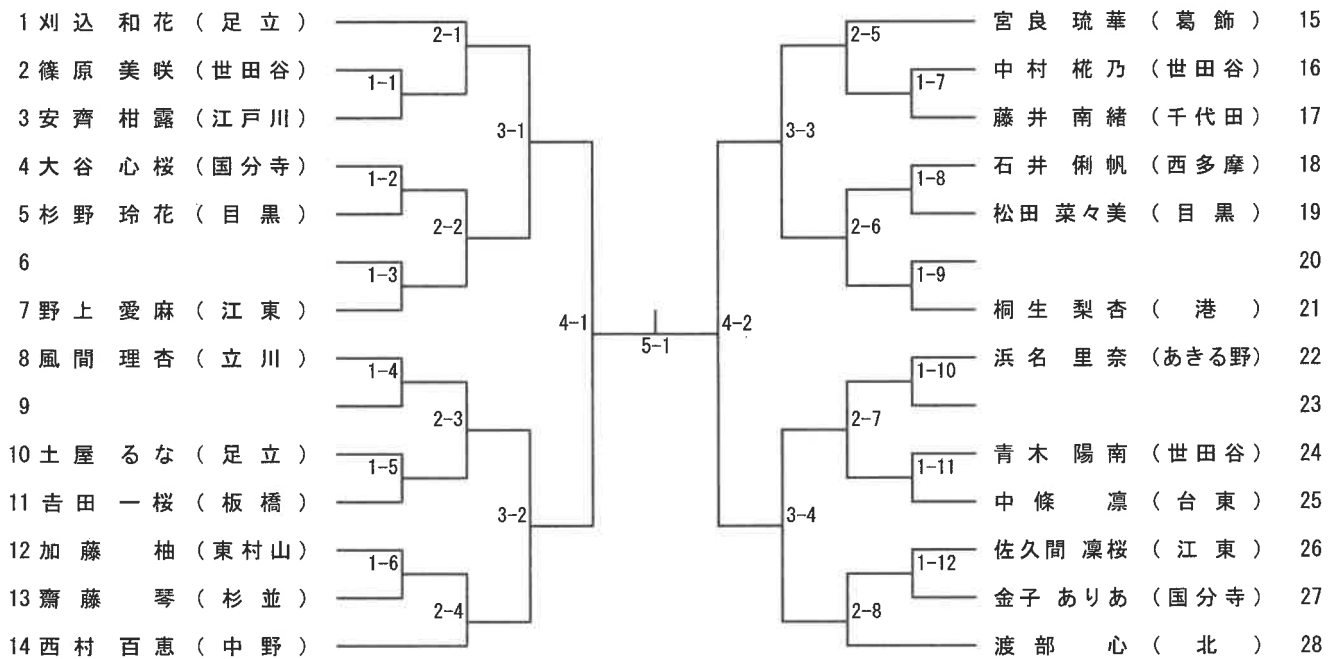 1 刈込 和花 (足立)
2 篠原 美咲 (世田谷)
3 安齊 柑露 (江戸川)
4 大谷 心桜 (国分寺)
5 杉野 玲花 (目黒)
6
7 野上 愛麻 (江東)
8 風間 理杏 (立川)
9
10 土屋 るな (足立)
11 吉田 一桜 (板橋)
12 加藤 柚 (東村山)
13 齋藤 琴 (杉並)
14 西村 百恵 (中野)
2-1
1-1
3-1
1-2
2-2
1-3
4-1
1-4
2-3
1-5
3-2
1-6
2-4
5-1
2-5
1-7
3-3
1-8
2-6
1-9
4-2
1-10
2-7
1-11
3-4
1-12
2-8
宮良 琉華 (葛飾) 15
中村 椛乃 (世田谷) 16
藤井 南緒 (千代田) 17
石井 俐帆 (西多摩) 18
松田 菜々美 (目黒) 19
20
桐生 梨杏 (港) 21
浜名 里奈 (あきる野) 22
23
青木 陽南 (世田谷) 24
中條 凛 (台東) 25
佐久間 凜桜 (江東) 26
金子 ありあ (国分寺) 27
渡部 心 (北) 28